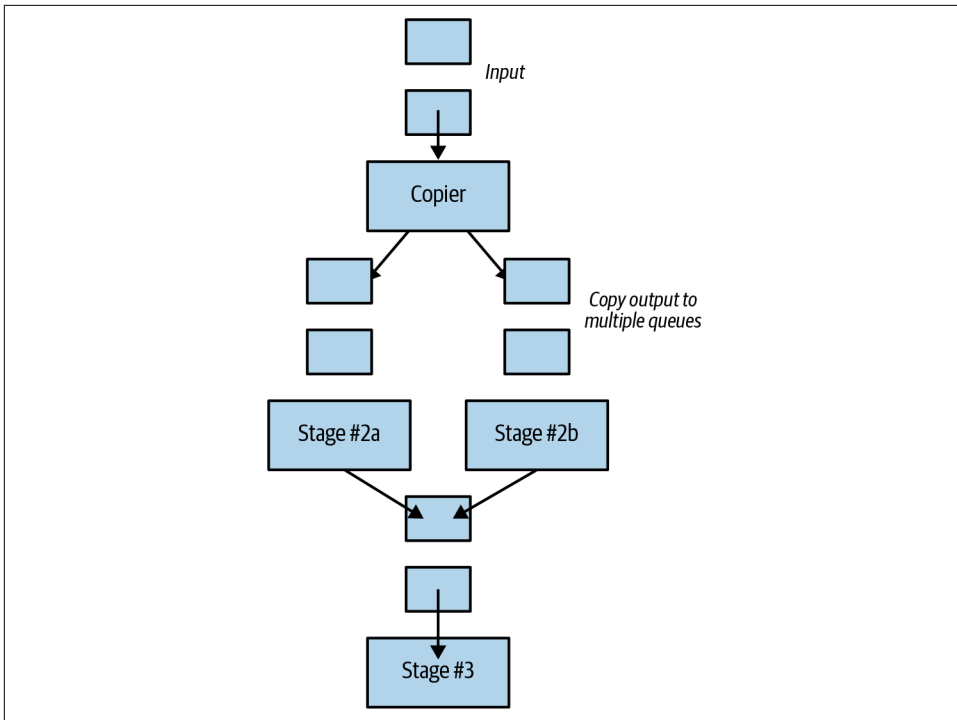 Input
Copier
Copy output to
multiple queues
Stage #2a
Stage #2b
Stage #3